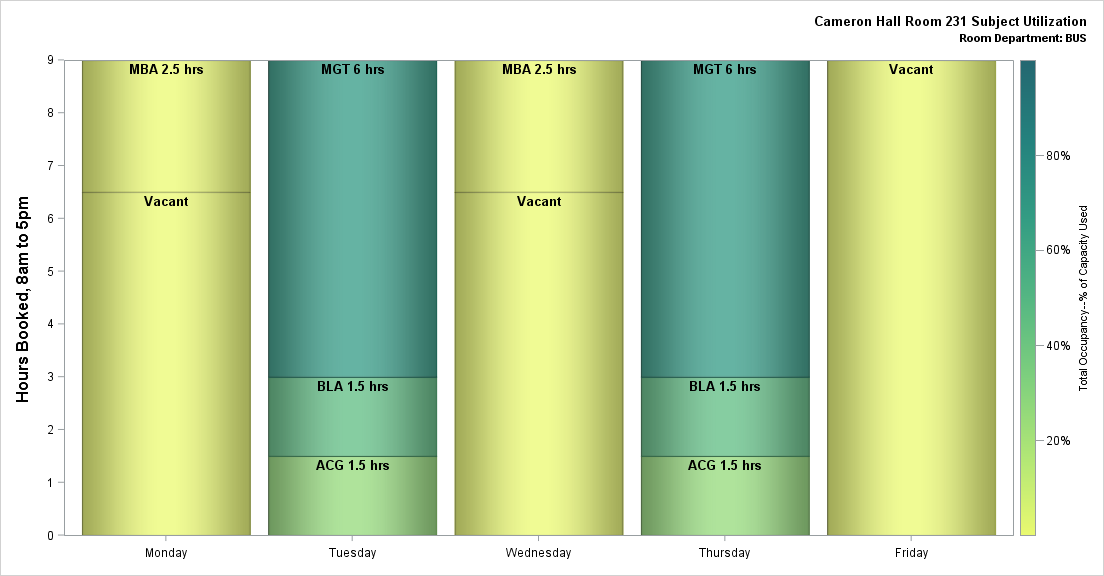 Cameron Hall Room 231 Subject Utilization
Room Department: BUS
Hours Booked, 8am to 5pm
9
8
7
6
5
4
3
2
1
0
MBA 2.5 hrs
Vacant
MGT 6 hrs
BLA 1.5 hrs
ACG 1.5 hrs
MBA 2.5 hrs
Vacant
MGT 6 hrs
BLA 1.5 hrs
ACG 1.5 hrs
Vacant
Monday
Tuesday
Wednesday
Thursday
Friday
80%
60%
40%
20%
Total Occupancy--% of Capacity Used